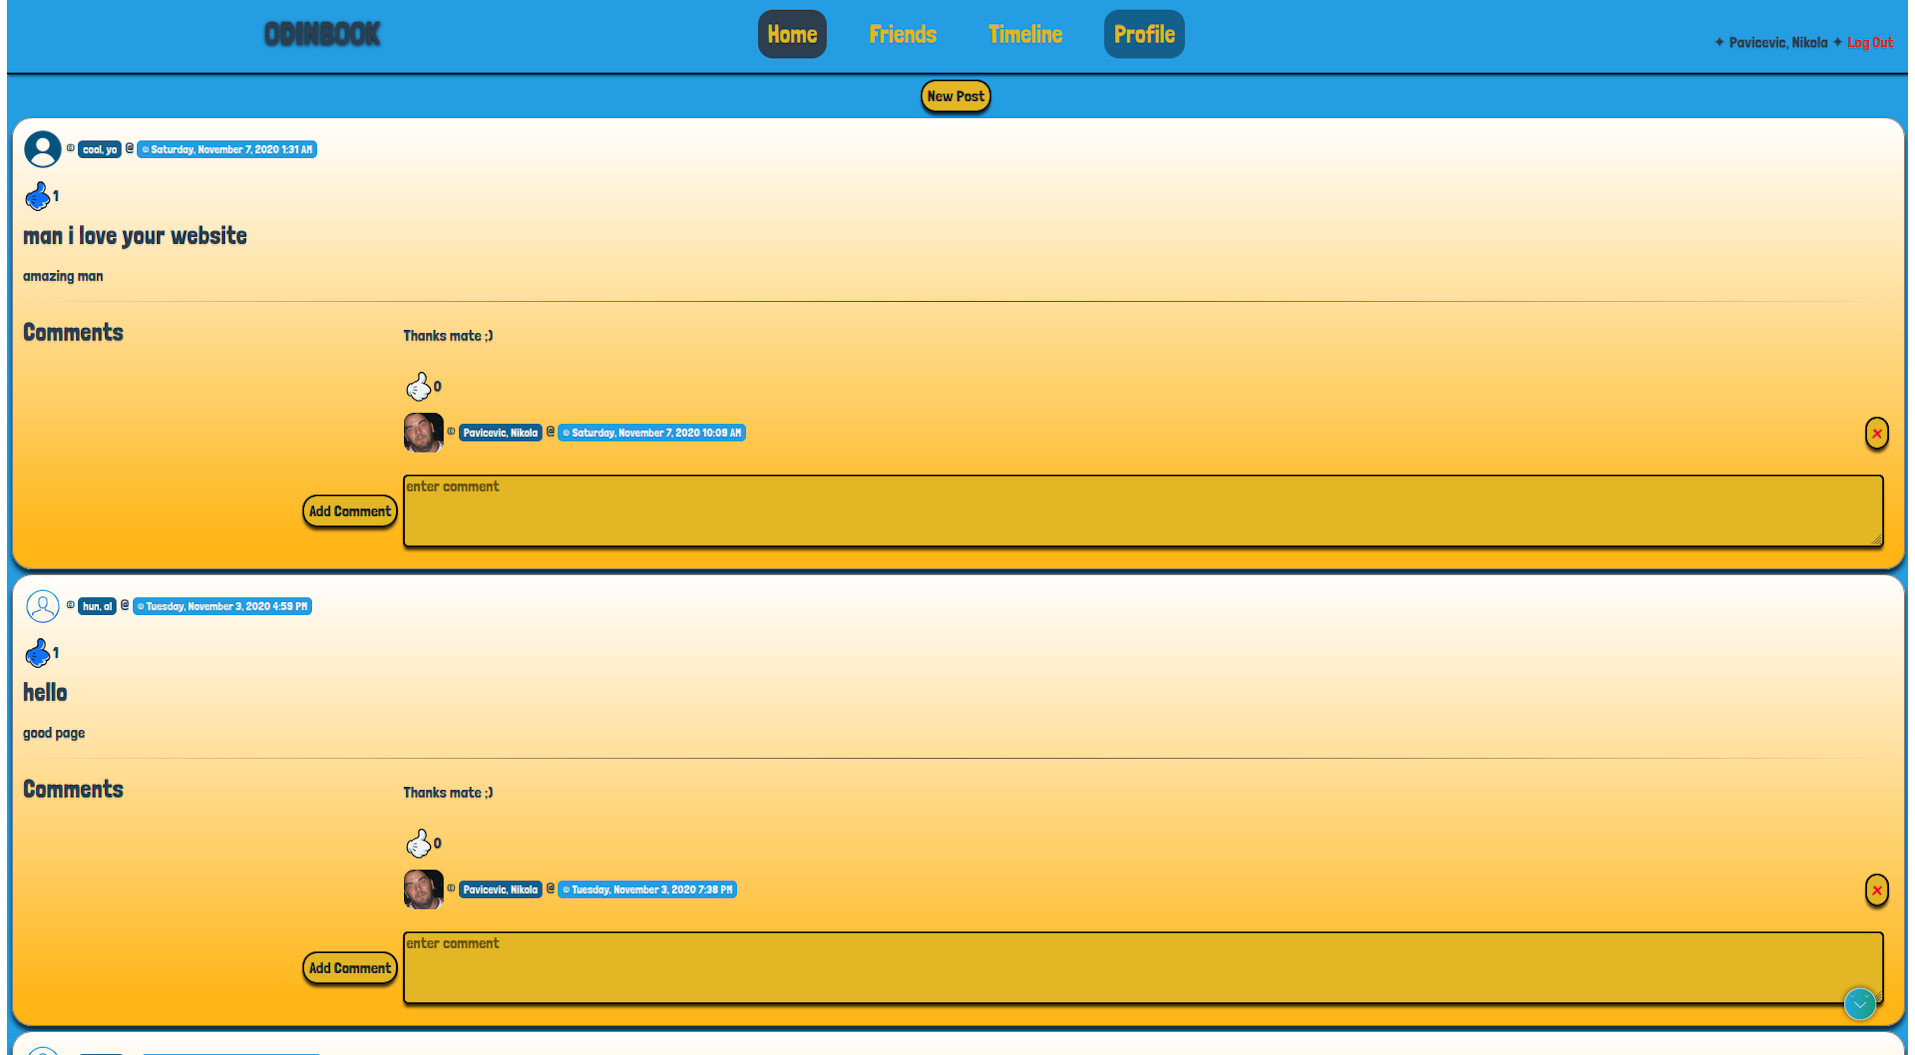 ODINBOOK Home Friends Timeline Profile ✦ Pavicevic, Nikola ✦ Log Out
New Post
© cool, yo @ © Saturday, November 7, 2020 1:31 AM
1
man i love your website
amazing man
Comments
Thanks mate ;)
0
© Pavicevic, Nikola @ © Saturday, November 7, 2020 10:09 AM
×
enter comment
Add Comment
© hun, al @ © Tuesday, November 3, 2020 4:59 PM
1
hello
good page
Comments
Thanks mate ;)
0
© Pavicevic, Nikola @ © Tuesday, November 3, 2020 7:38 PM
×
enter comment
Add Comment